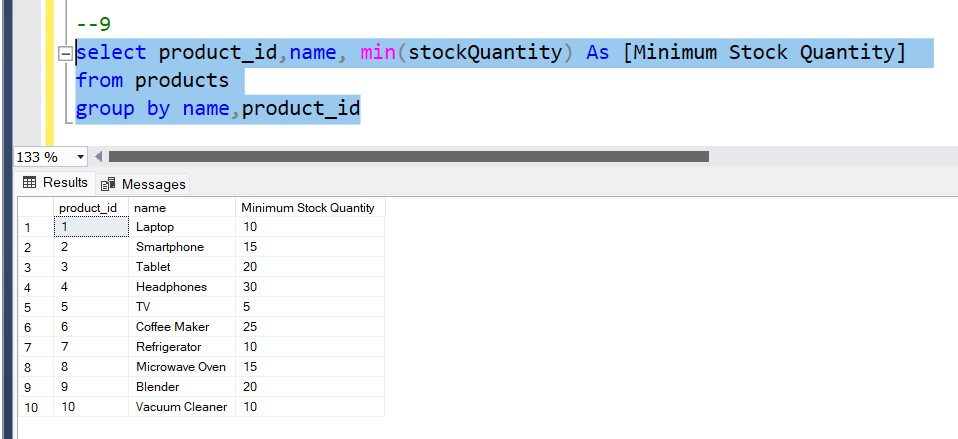 --9
select product_id,name, min(stockQuantity) As [Minimum Stock Quantity]
from products
group by name,product_id
133 %
Results Messages
product_id name Minimum Stock Quantity
1 1 Laptop 10
2 2 Smartphone 15
3 3 Tablet 20
4 4 Headphones 30
5 5 TV 5
6 6 Coffee Maker 25
7 7 Refrigerator 10
8 8 Microwave Oven 15
9 9 Blender 20
10 10 Vacuum Cleaner 10